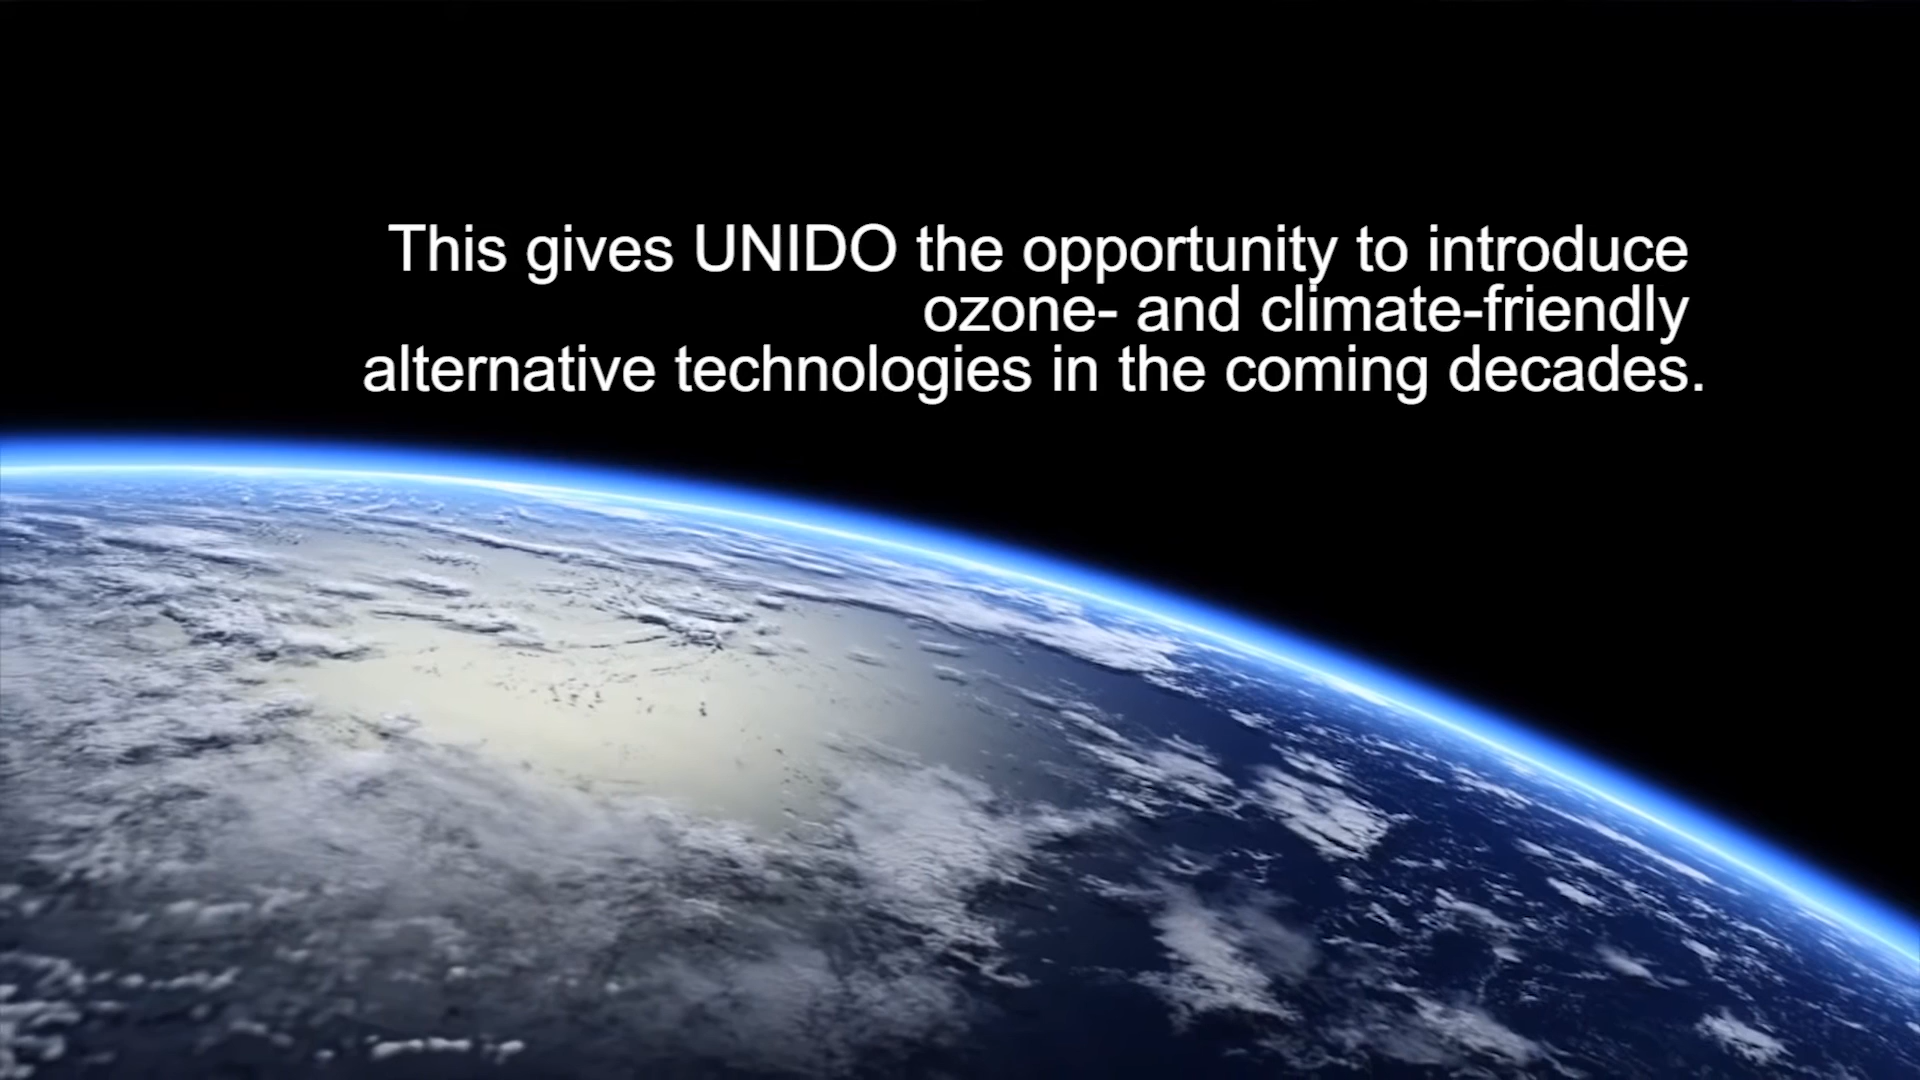 This gives UNIDO the opportunity to introduce
ozone- and climate-friendly
alternative technologies in the coming decades.